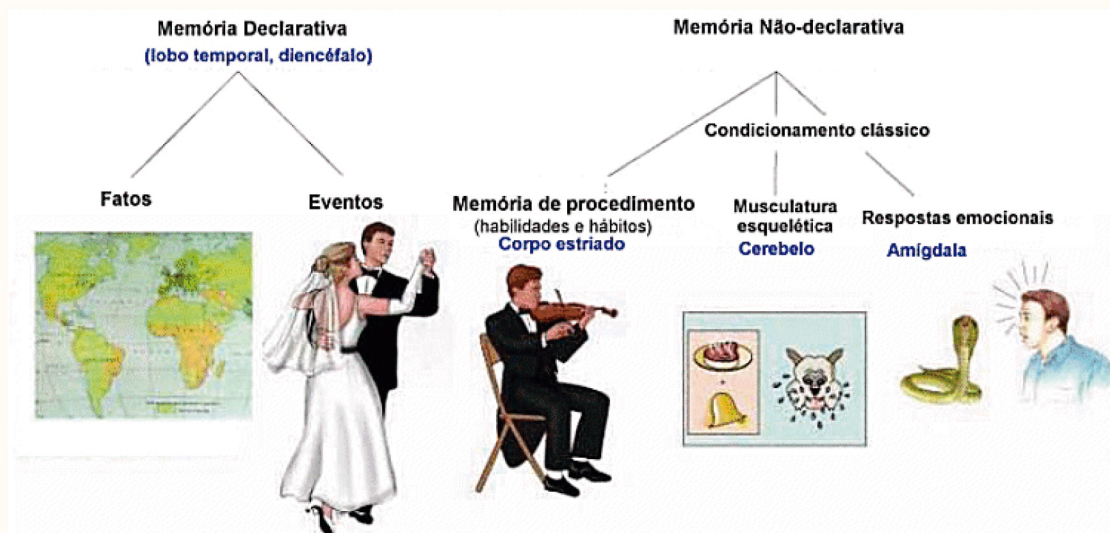 Memória Declarativa
(lobo temporal, diencéfalo)
Memória Não-declarativa
Condicionamento clássico
Fatos
Eventos
Memória de procedimento
(habilidades e hábitos)
Corpo estriado
Musculatura
esquelética
Cerebelo
Respostas emocionais
Amígdala